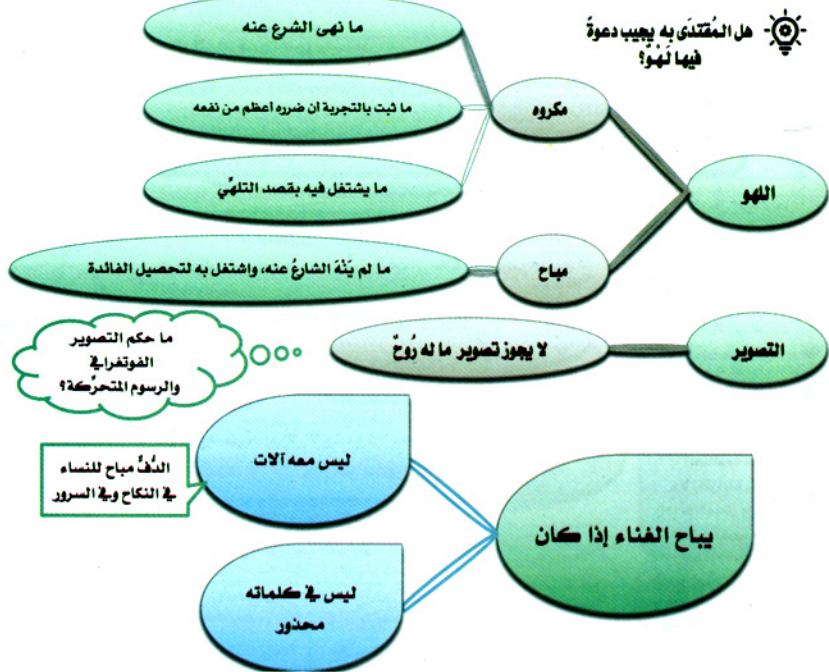 هل المُقتدَى به يجيب دعوةً
فيها لَهْوٌ؟
اللهو
مكروه
ما نهى الشرع عنه
ما ثبت بالتجربة أن ضرره أعظم من نفعه
ما يشتغل فيه بقصد التلهِّي
مباح
ما لم يَنْهَ الشارعُ عنه، واشتغل به لتحصيل الفائدة
التصوير
لا يجوز تصوير ما له رُوحٌ
ما حكم التصوير
الفوتغرافي
والرسوم المتحرِّكة؟
يباح الغناء إذا كان
ليس معه آلات
الدُّفُّ مباح للنساء
في النكاح وفي السرور
ليس في كلماته
محذور